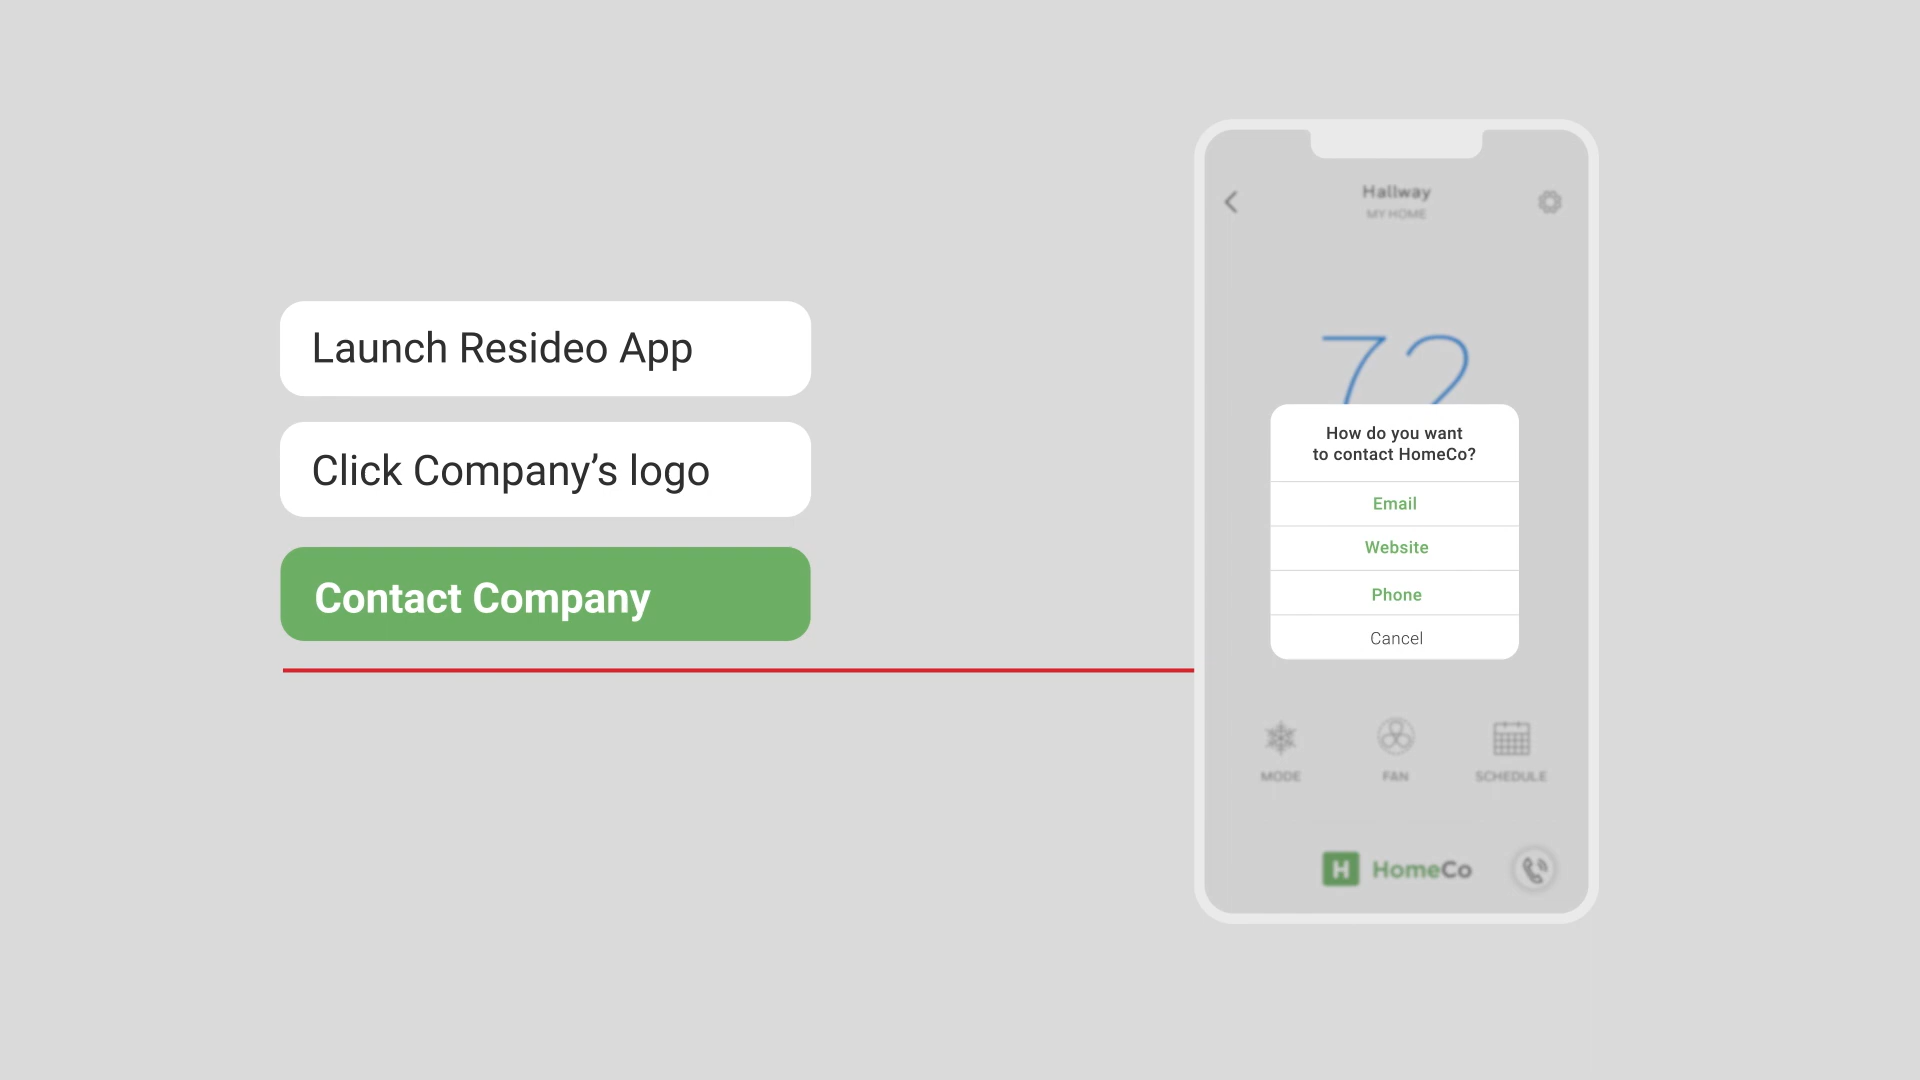 Launch Resideo App
Click Company’s logo
Contact Company
Hallway
MY HOME
72
How do you want
to contact HomeCo?
Email
Website
Phone
Cancel
MODE
FAN
SCHEDULE
H HomeCo